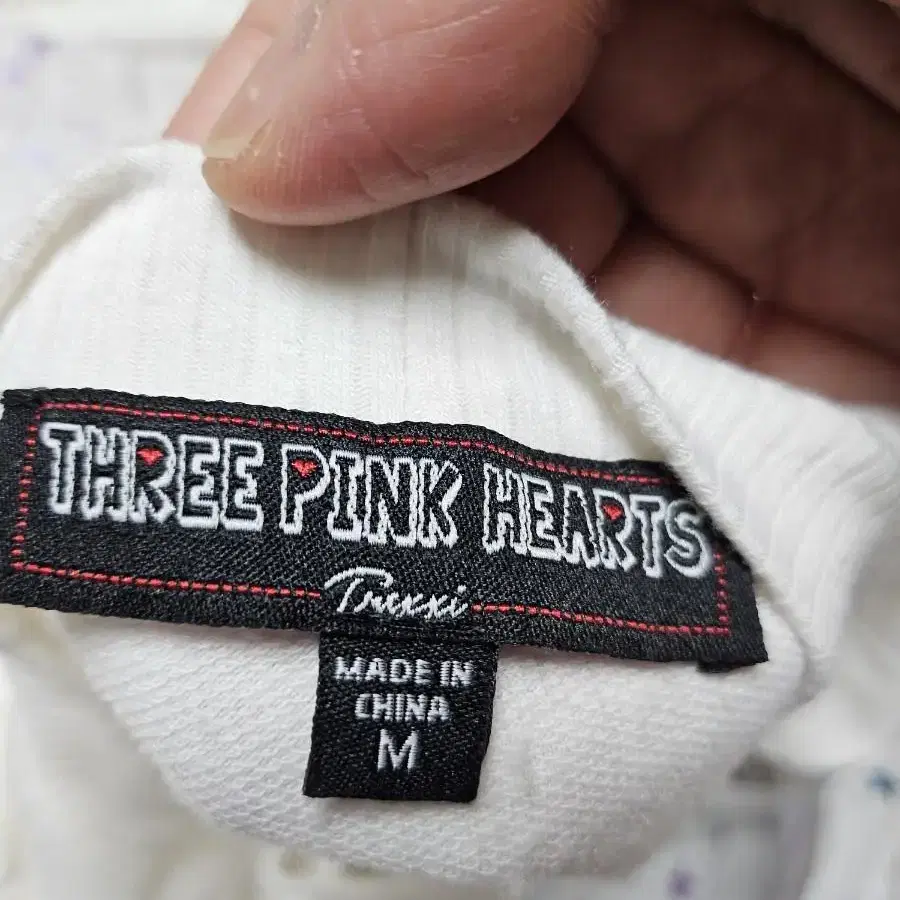 THREE PINK HEARTS
Truxxi
MADE IN
CHINA
M